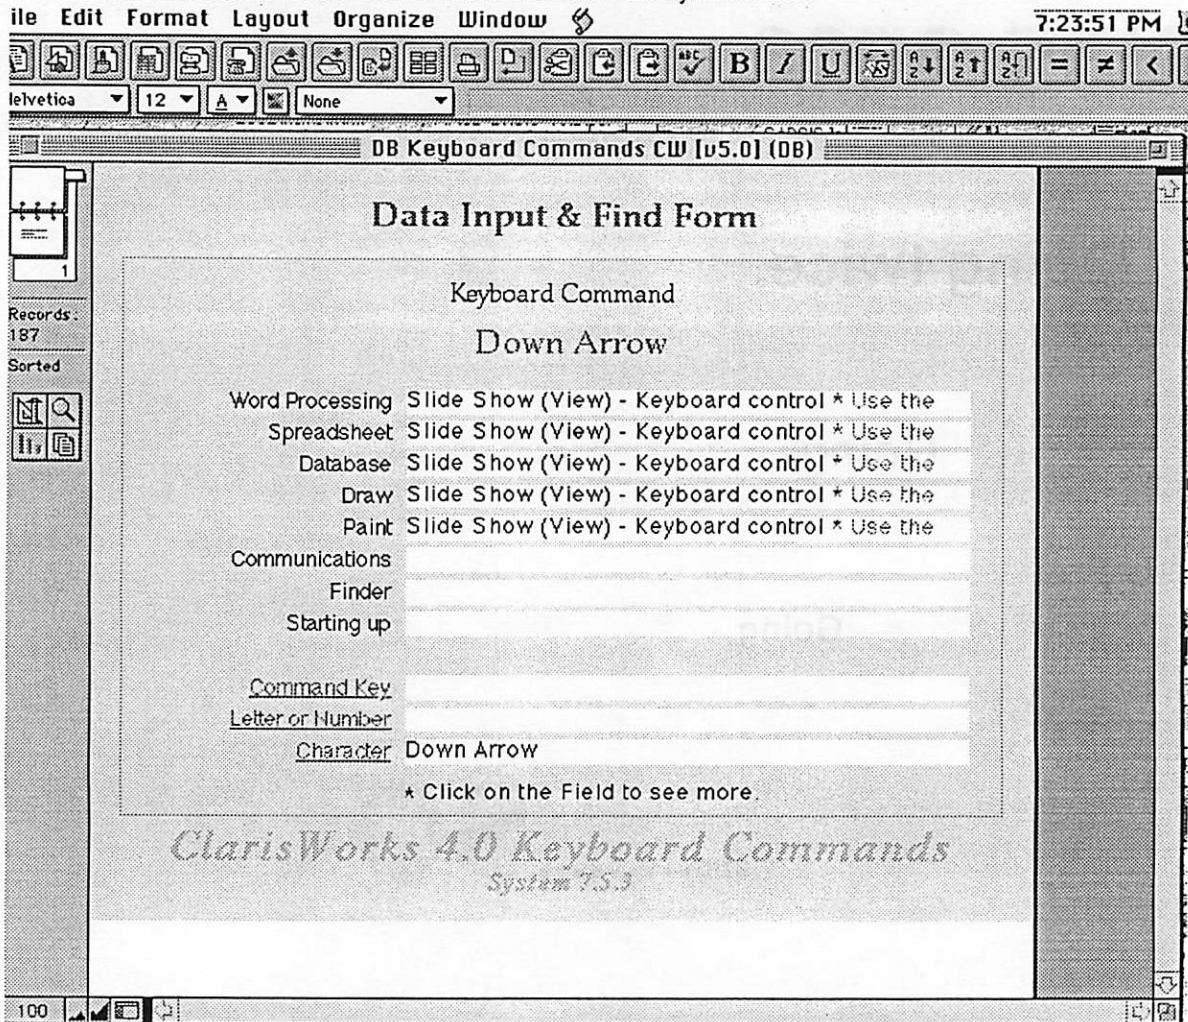 ile Edit Format Layout Organize Window 7:23:51 PM
B I U = ≠ <
elvetica 12 A None
DB Keyboard Commands CW [v5.0] (DB)
Data Input & Find Form
1
Records:
187
Sorted
Keyboard Command
Down Arrow
Word Processing Slide Show (View) - Keyboard control * Use the
Spreadsheet Slide Show (View) - Keyboard control * Use the
Database Slide Show (View) - Keyboard control * Use the
Draw Slide Show (View) - Keyboard control * Use the
Paint Slide Show (View) - Keyboard control * Use the
Communications
Finder
Starting up
Command Key
Letter or Number
Character Down Arrow
* Click on the Field to see more.
ClarisWorks 4.0 Keyboard Commands
System 7.5.3
100